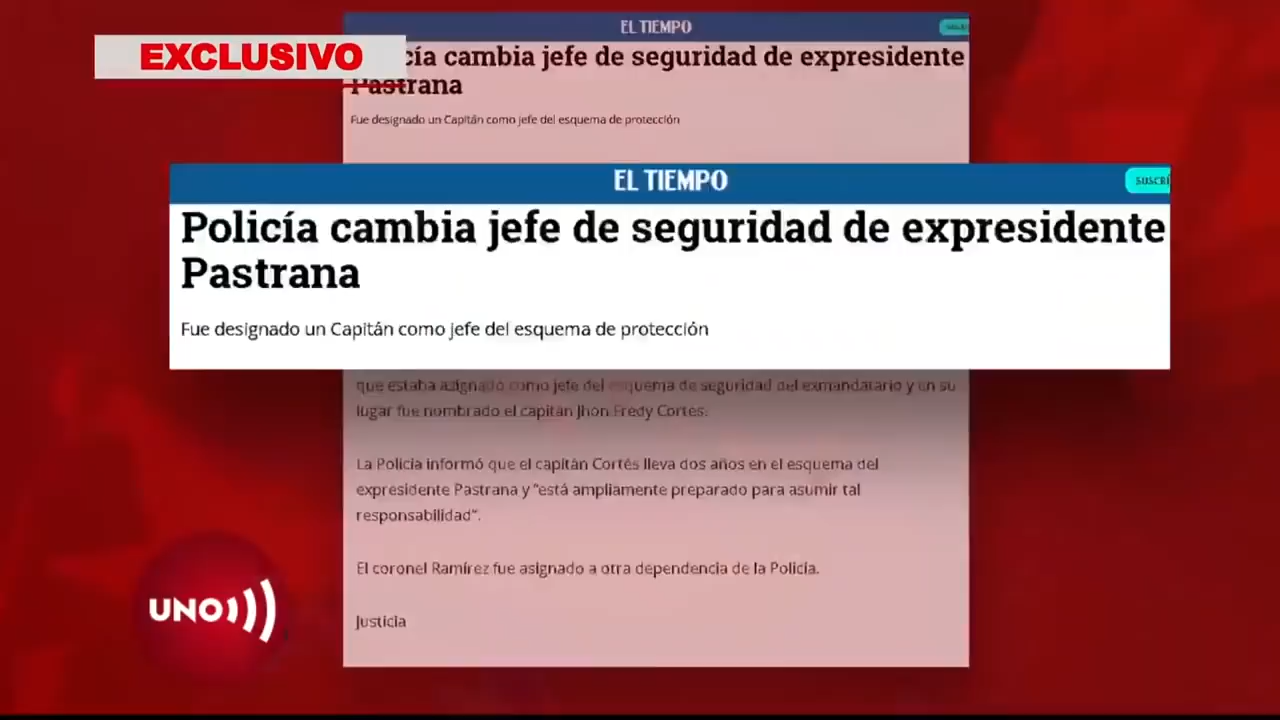 EXCLUSIVO
EL TIEMPO
cía cambia jefe de seguridad de expresidente
Pastrana
Fue designado un Capitán como jefe del esquema de protección
EL TIEMPO
SUSCRÍ
Policía cambia jefe de seguridad de expresidente
Pastrana
Fue designado un Capitán como jefe del esquema de protección
que estaba asignado como jefe del esquema de seguridad del exmandatario y en su
lugar fue nombrado el capitán Jhon Fredy Cortés.
La Policía informó que el capitán Cortés lleva dos años en el esquema del
expresidente Pastrana y “está ampliamente preparado para asumir tal
responsabilidad”.
El coronel Ramírez fue asignado a otra dependencia de la Policía.
Justicia
UNO